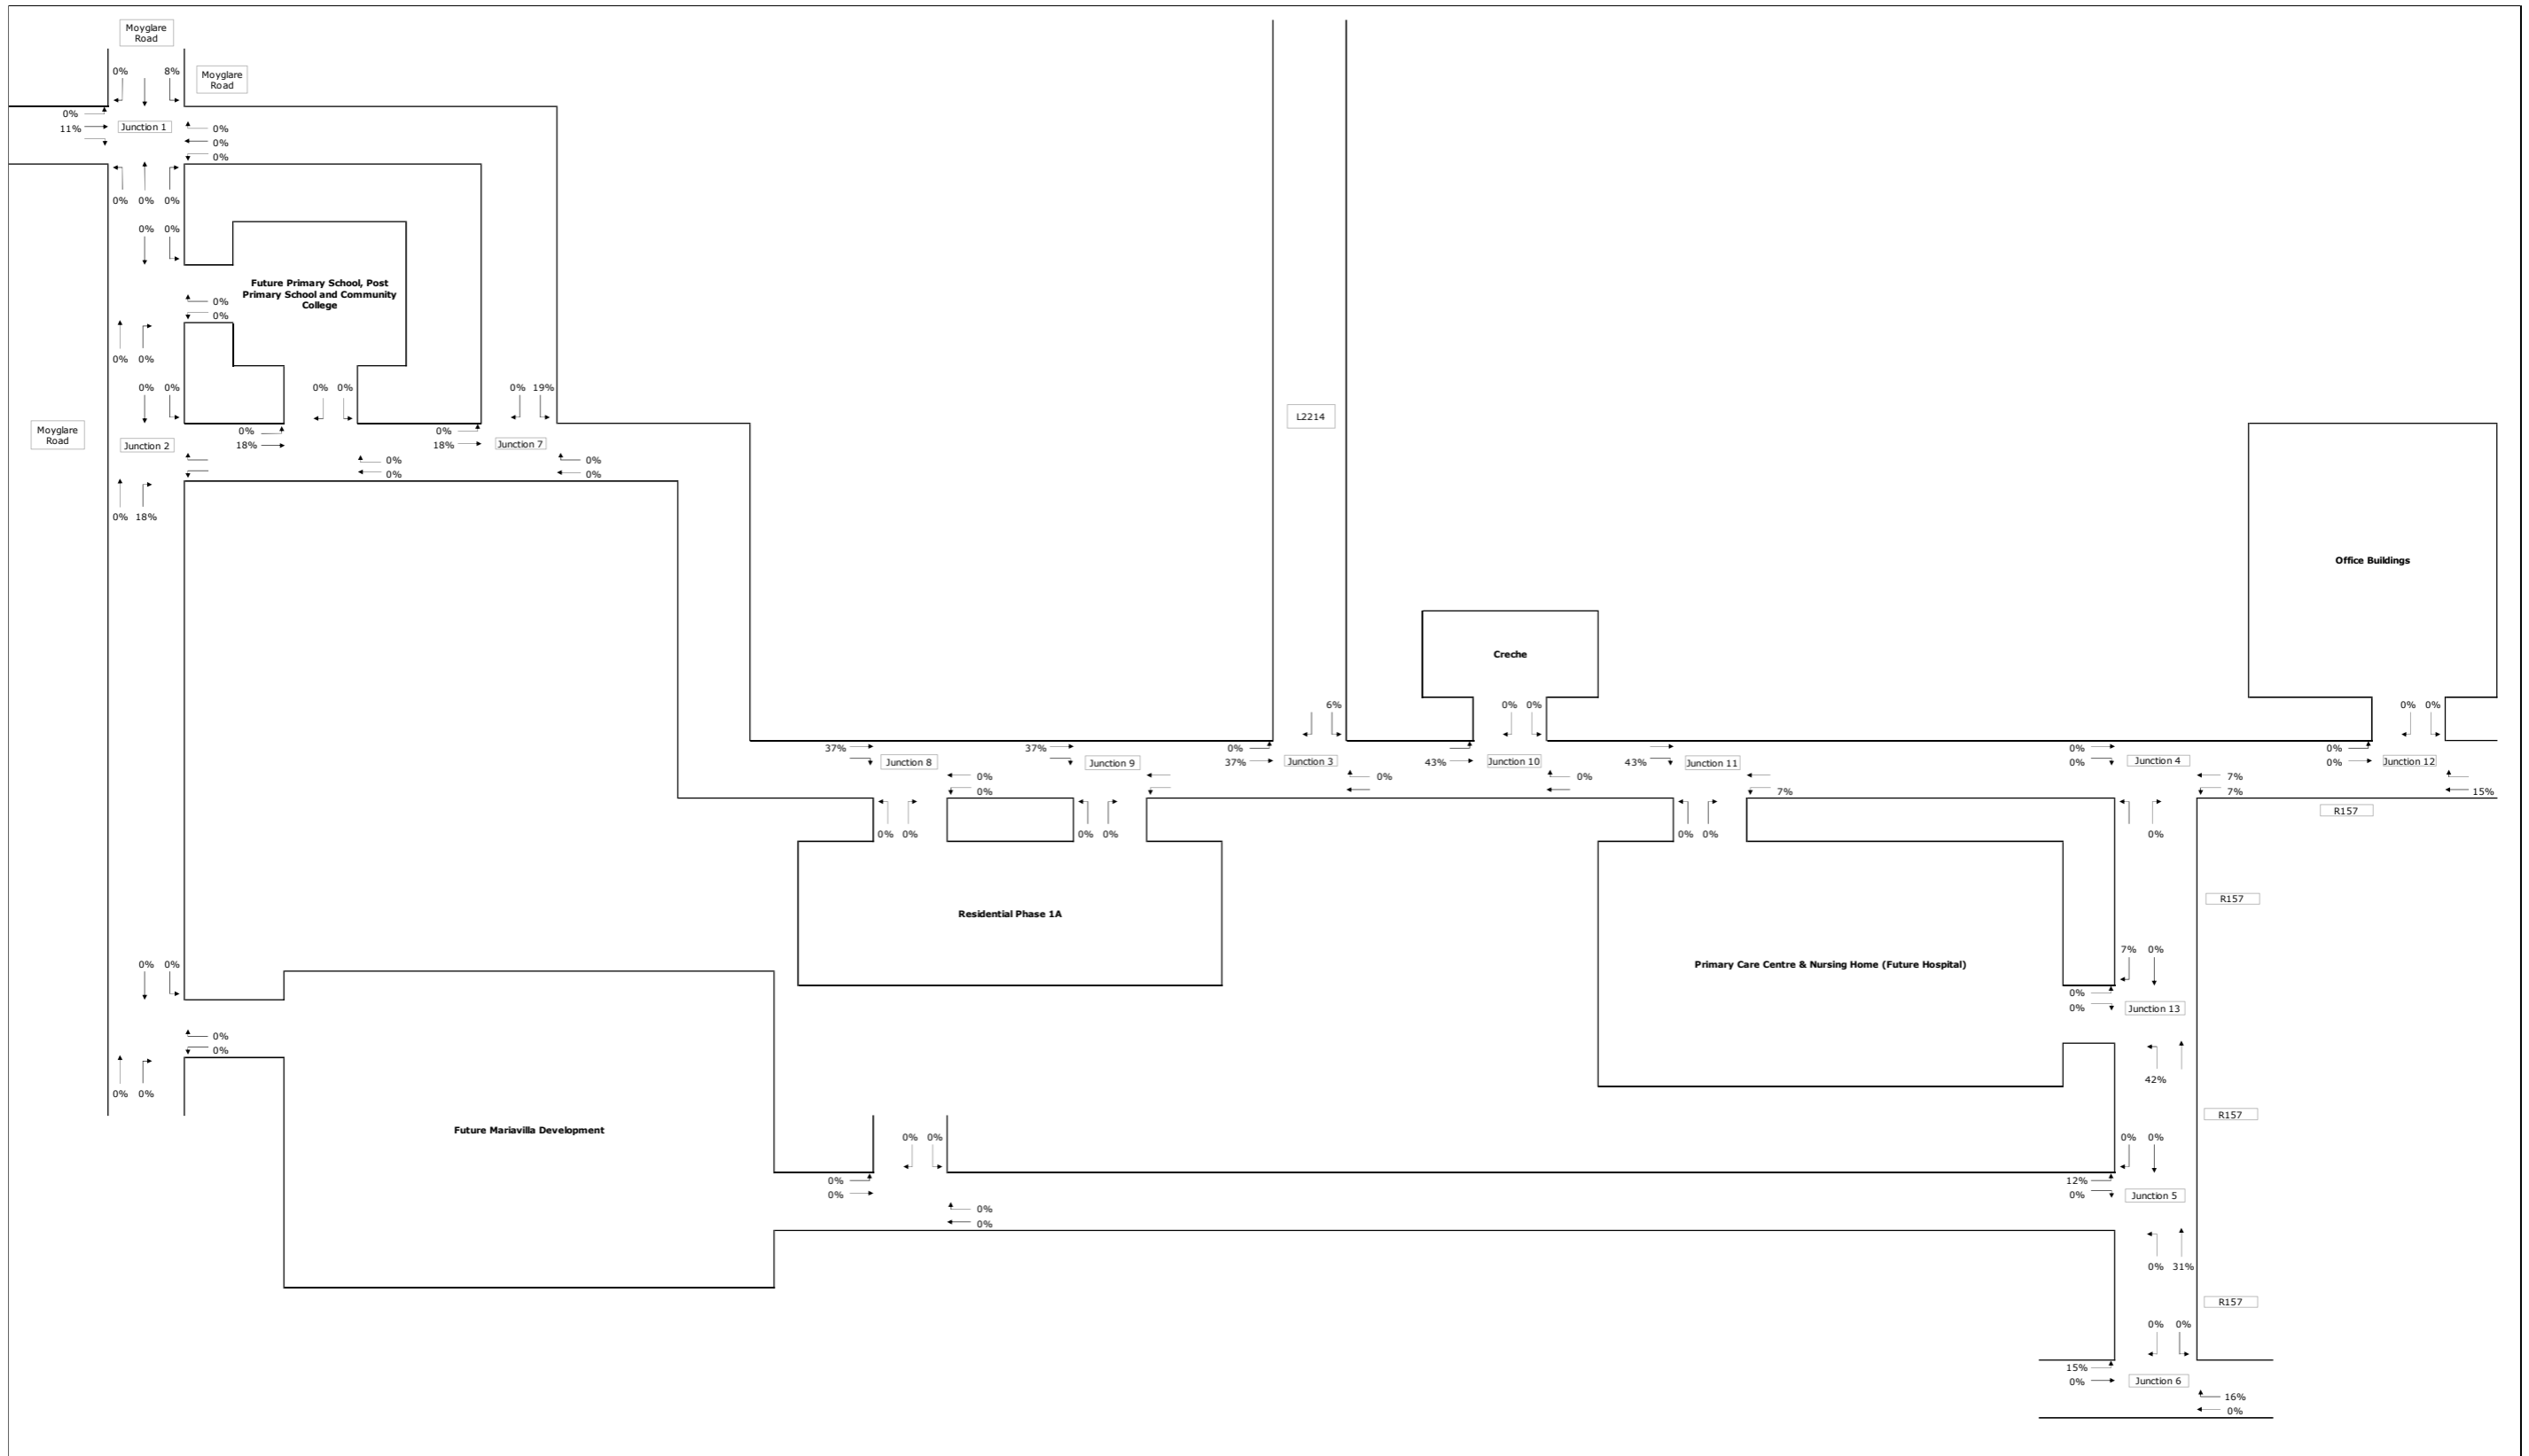 Moyglare
Road
0% 8%
Moyglare
Road
0%
11%
Junction 1
0%
0%
0%
0% 0% 0%
0% 0%
Future Primary School, Post
Primary School and Community
College
0%
0%
0% 0%
0% 0%
0% 0%
0% 19%
Moyglare
Road
L2214
Junction 2
0%
18%
0%
18%
Junction 7
0%
0%
0%
0%
0% 18%
Office Buildings
Creche
6%
0% 0%
0% 0%
37%
Junction 8
37%
Junction 9
0%
37%
Junction 3
43%
Junction 10
43%
Junction 11
0%
0%
Junction 4
0%
0%
Junction 12
0%
0%
0%
0%
7%
7%
7%
15%
R157
0% 0%
0% 0%
0% 0%
0%
R157
Residential Phase 1A
Primary Care Centre & Nursing Home (Future Hospital)
7% 0%
0%
0%
Junction 13
0% 0%
0%
0%
0% 0%
42%
R157
Future Mariavilla Development
0% 0%
0% 0%
0%
0%
12%
0%
Junction 5
0%
0%
0% 31%
R157
0% 0%
15%
0%
Junction 6
16%
0%